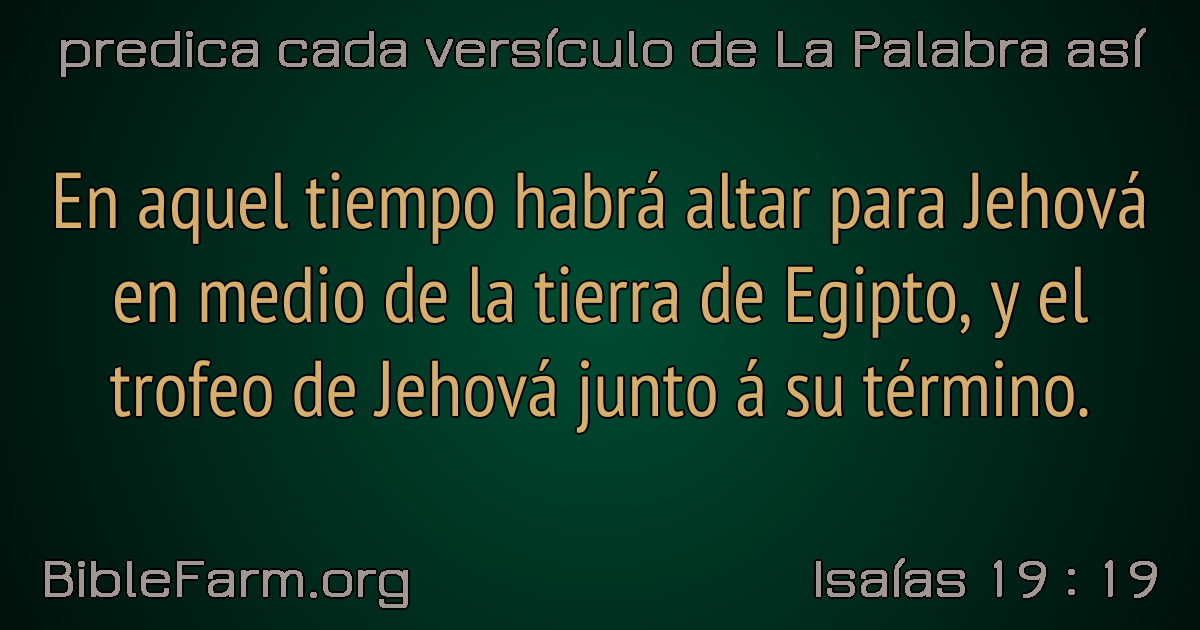 predica cada versículo de La Palabra así
En aquel tiempo habrá altar para Jehová
en medio de la tierra de Egipto, y el
trofeo de Jehová junto á su término.
BibleFarm.org
Isaías 19 : 19